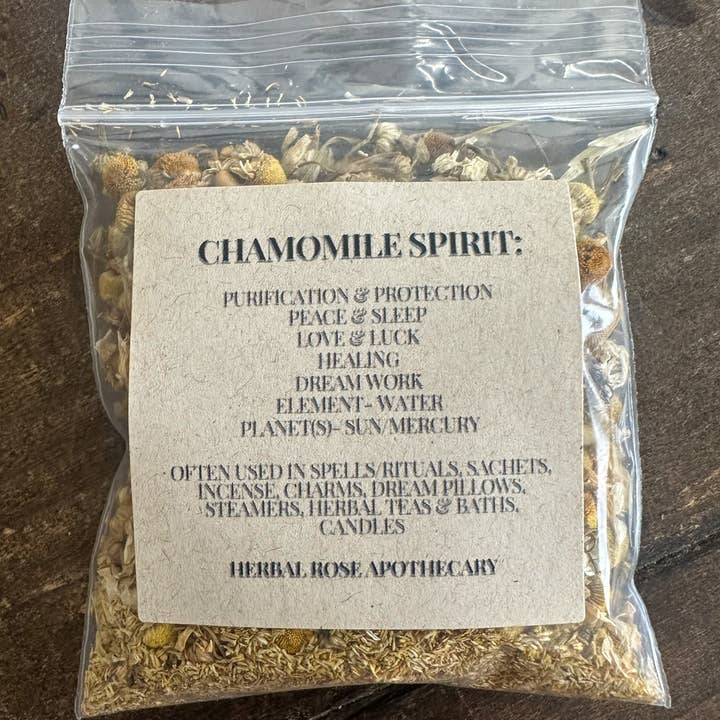 CHAMOMILE SPIRIT:
PURIFICATION & PROTECTION
PEACE & SLEEP
LOVE & LUCK
HEALING
DREAM WORK
ELEMENT- WATER
PLANET(S)- SUN/MERCURY
OFTEN USED IN SPELLS/RITUALS, SACHETS,
INCENSE, CHARMS, DREAM PILLOWS,
STEAMERS, HERBAL TEAS & BATHS,
CANDLES
HERBAL ROSE APOTHECARY